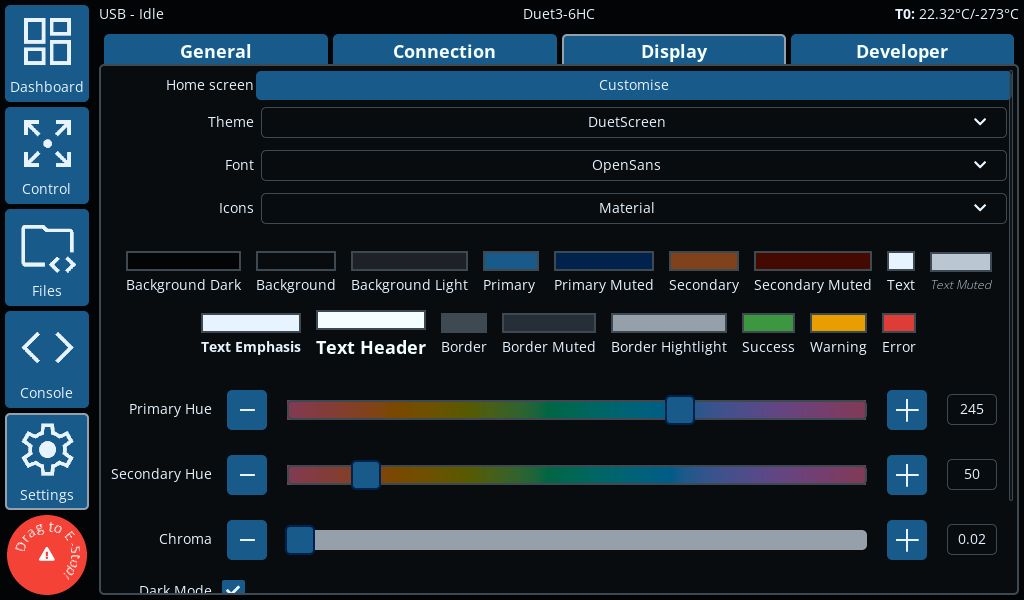 USB - Idle
Duet3-6HC
T0: 22.32°C/-273°C
Dashboard
Control
Files
Console
Settings
Drag to E-Stop!
General
Connection
Display
Developer
Home screen
Customise
Theme
DuetScreen
Font
OpenSans
Icons
Material
Background Dark
Background
Background Light
Primary
Primary Muted
Secondary
Secondary Muted
Text
Text Muted
Text Emphasis
Text Header
Border
Border Muted
Border Hightlight
Success
Warning
Error
Primary Hue
245
Secondary Hue
50
Chroma
0.02
Dark Mode